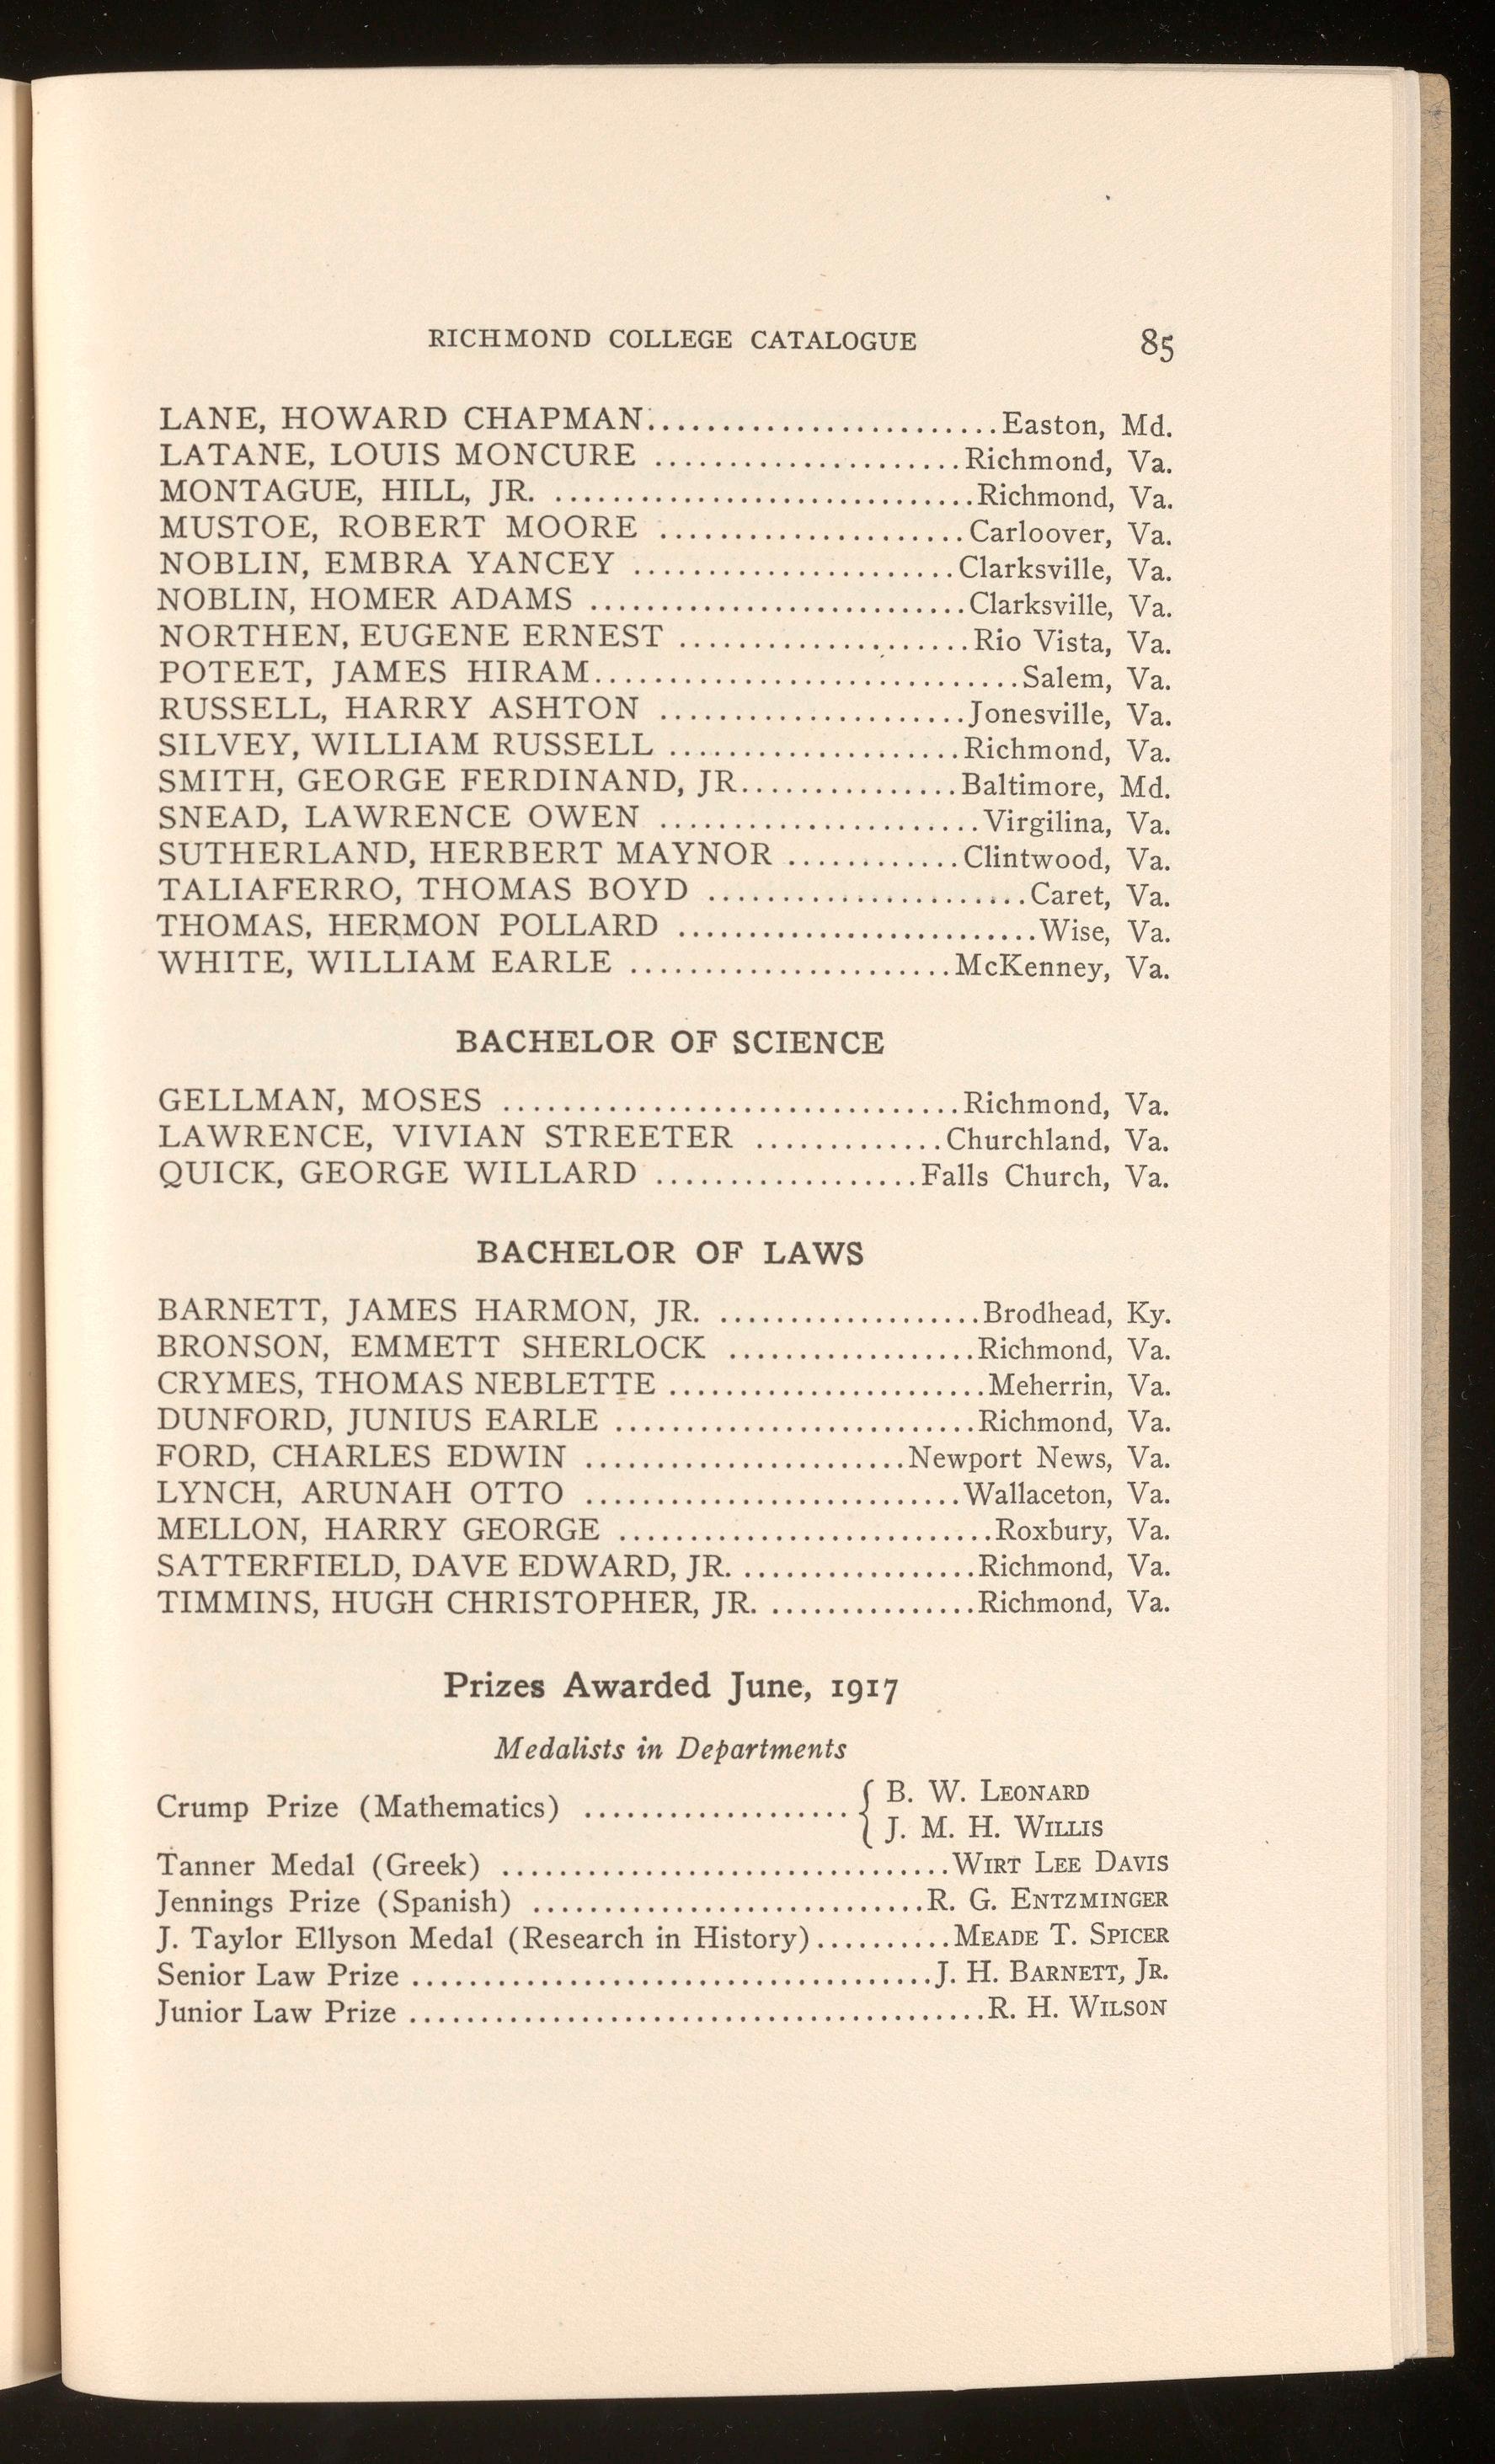 RICHMOND COLLEGE CATALOGUE 85
LANE, HOWARD CHAPMAN........................Easton, Md.
LATANE, LOUIS MONCURE .....................Richmond, Va.
MONTAGUE, HILL, JR. .............................Richmond, Va.
MUSTOE, ROBERT MOORE .....................Carloover, Va.
NOBLIN, EMBRA YANCEY ......................Clarksville, Va.
NOBLIN, HOMER ADAMS ..........................Clarksville, Va.
NORTHEN, EUGENE ERNEST ....................Rio Vista, Va.
POTEET, JAMES HIRAM.............................Salem, Va.
RUSSELL, HARRY ASHTON .....................Jonesville, Va.
SILVEY, WILLIAM RUSSELL ....................Richmond, Va.
SMITH, GEORGE FERDINAND, JR...............Baltimore, Md.
SNEAD, LAWRENCE OWEN ......................Virgilina, Va.
SUTHERLAND, HERBERT MAYNOR ............Clintwood, Va.
TALIAFERRO, THOMAS BOYD ......................Caret, Va.
THOMAS, HERMON POLLARD .........................Wise, Va.
WHITE, WILLIAM EARLE ......................McKenney, Va.
BACHELOR OF SCIENCE
GELLMAN, MOSES ................................Richmond, Va.
LAWRENCE, VIVIAN STREETER .............Churchland, Va.
QUICK, GEORGE WILLARD ..................Falls Church, Va.
BACHELOR OF LAWS
BARNETT, JAMES HARMON, JR. ..................Brodhead, Ky.
BRONSON, EMMETT SHERLOCK .................Richmond, Va.
CRYMES, THOMAS NEBLETTE ......................Meherrin, Va.
DUNFORD, JUNIUS EARLE .........................Richmond, Va.
FORD, CHARLES EDWIN ......................Newport News, Va.
LYNCH, ARUNAH OTTO ..........................Wallaceton, Va.
MELLON, HARRY GEORGE ..........................Roxbury, Va.
SATTERFIELD, DAVE EDWARD, JR. ................Richmond, Va.
TIMMINS, HUGH CHRISTOPHER, JR. ..............Richmond, Va.
Prizes Awarded June, 1917
Medalists in Departments
Crump Prize (Mathematics) ................... { B. W. LEONARD
J. M. H. WILLIS
Tanner Medal (Greek) ...............................WIRT LEE DAVIS
Jennings Prize (Spanish) ...........................R. G. ENTZMINGER
J. Taylor Ellyson Medal (Research in History)..........MEADE T. SPICER
Senior Law Prize ....................................J. H. BARNETT, JR.
Junior Law Prize ........................................R. H. WILSON